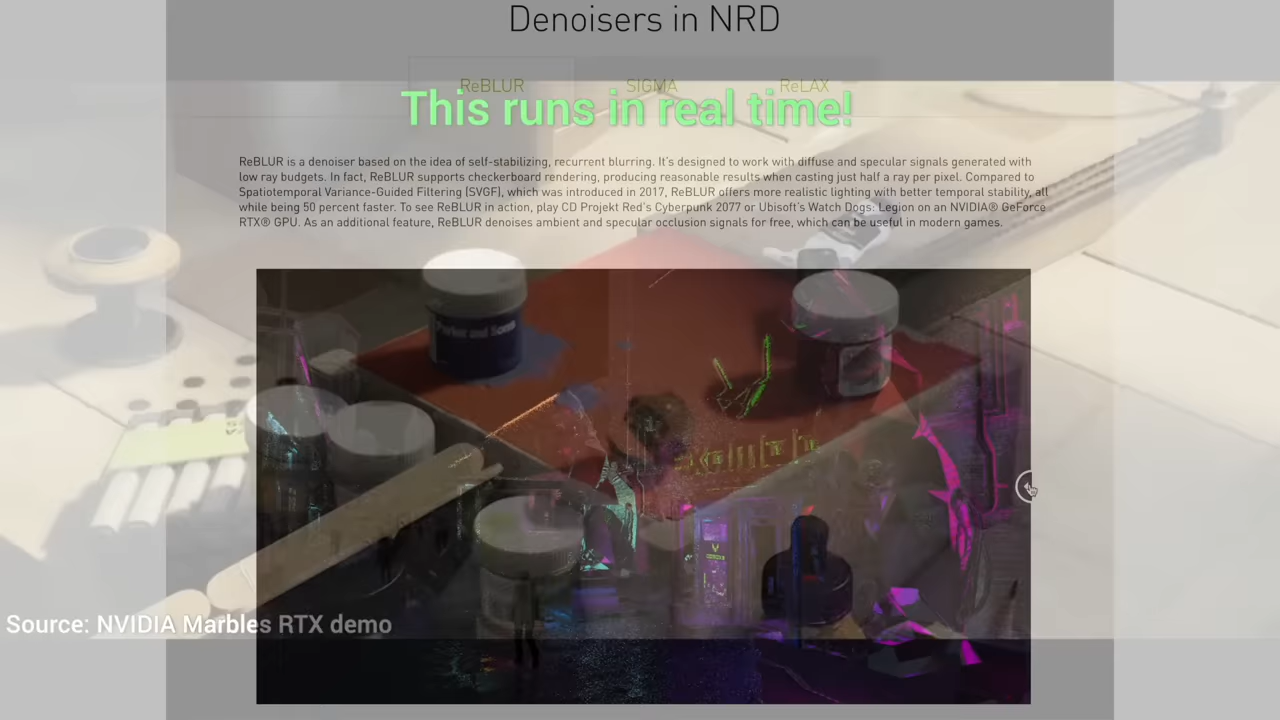 Denoisers in NRD
ReBLUR SIGMA ReLAX
This runs in real time!
ReBLUR is a denoiser based on the idea of self-stabilizing, recurrent blurring. It's designed to work with diffuse and specular signals generated with
low ray budgets. In fact, ReBLUR supports checkerboard rendering, producing reasonable results when casting just half a ray per pixel. Compared to
Spatiotemporal Variance-Guided Filtering (SVGF), which was introduced in 2017, ReBLUR offers more realistic lighting with better temporal stability, all
while being 50 percent faster. To see ReBLUR in action, play CD Projekt Red's Cyberpunk 2077 or Ubisoft's Watch Dogs: Legion on an NVIDIA® GeForce
RTX® GPU. As an additional feature, ReBLUR denoises ambient and specular occlusion signals for free, which can be useful in modern games.
Parker and Sons
Source: NVIDIA Marbles RTX demo